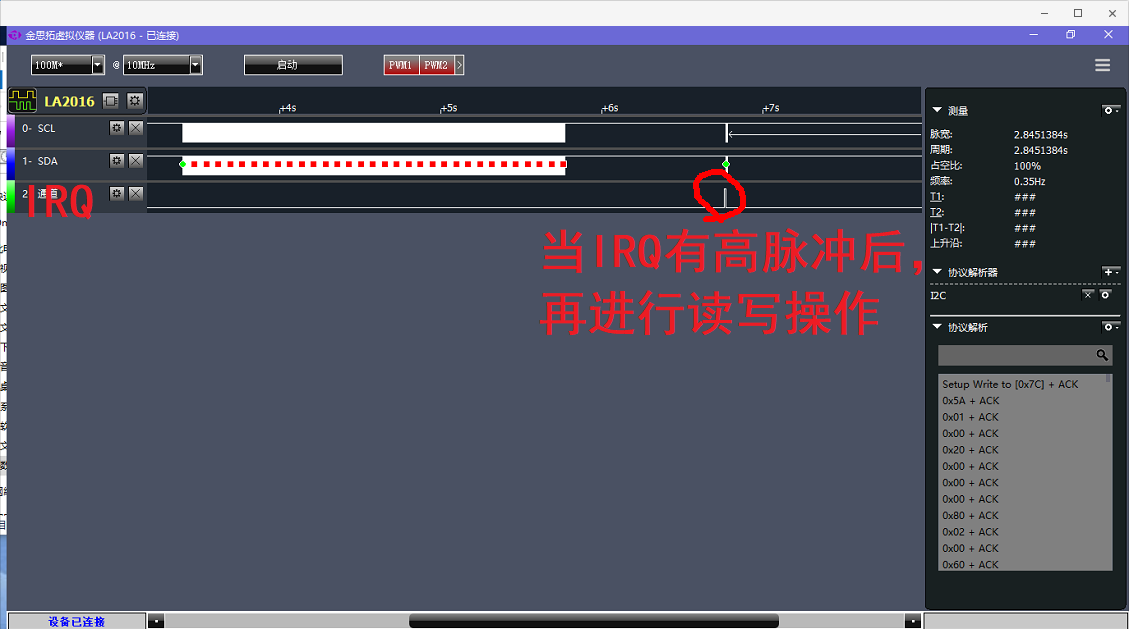 金思拓虚拟仪器 (LA2016 - 已连接)
100M* @ 10MHz 启动 PWM1 PWM2
LA2016
+4s +5s +6s +7s
0- SCL
1- SDA
IRQ
当IRQ有高脉冲后，
再进行读写操作
测量
脉宽: 2.8451384s
周期: 2.8451384s
占空比: 100%
频率: 0.35Hz
T1: ###
T2: ###
|T1-T2|: ###
上升沿: ###
协议解析器
I2C
协议解析
Setup Write to [0x7C] + ACK
0x5A + ACK
0x01 + ACK
0x00 + ACK
0x20 + ACK
0x00 + ACK
0x00 + ACK
0x00 + ACK
0x80 + ACK
0x02 + ACK
0x00 + ACK
0x60 + ACK
设备已连接